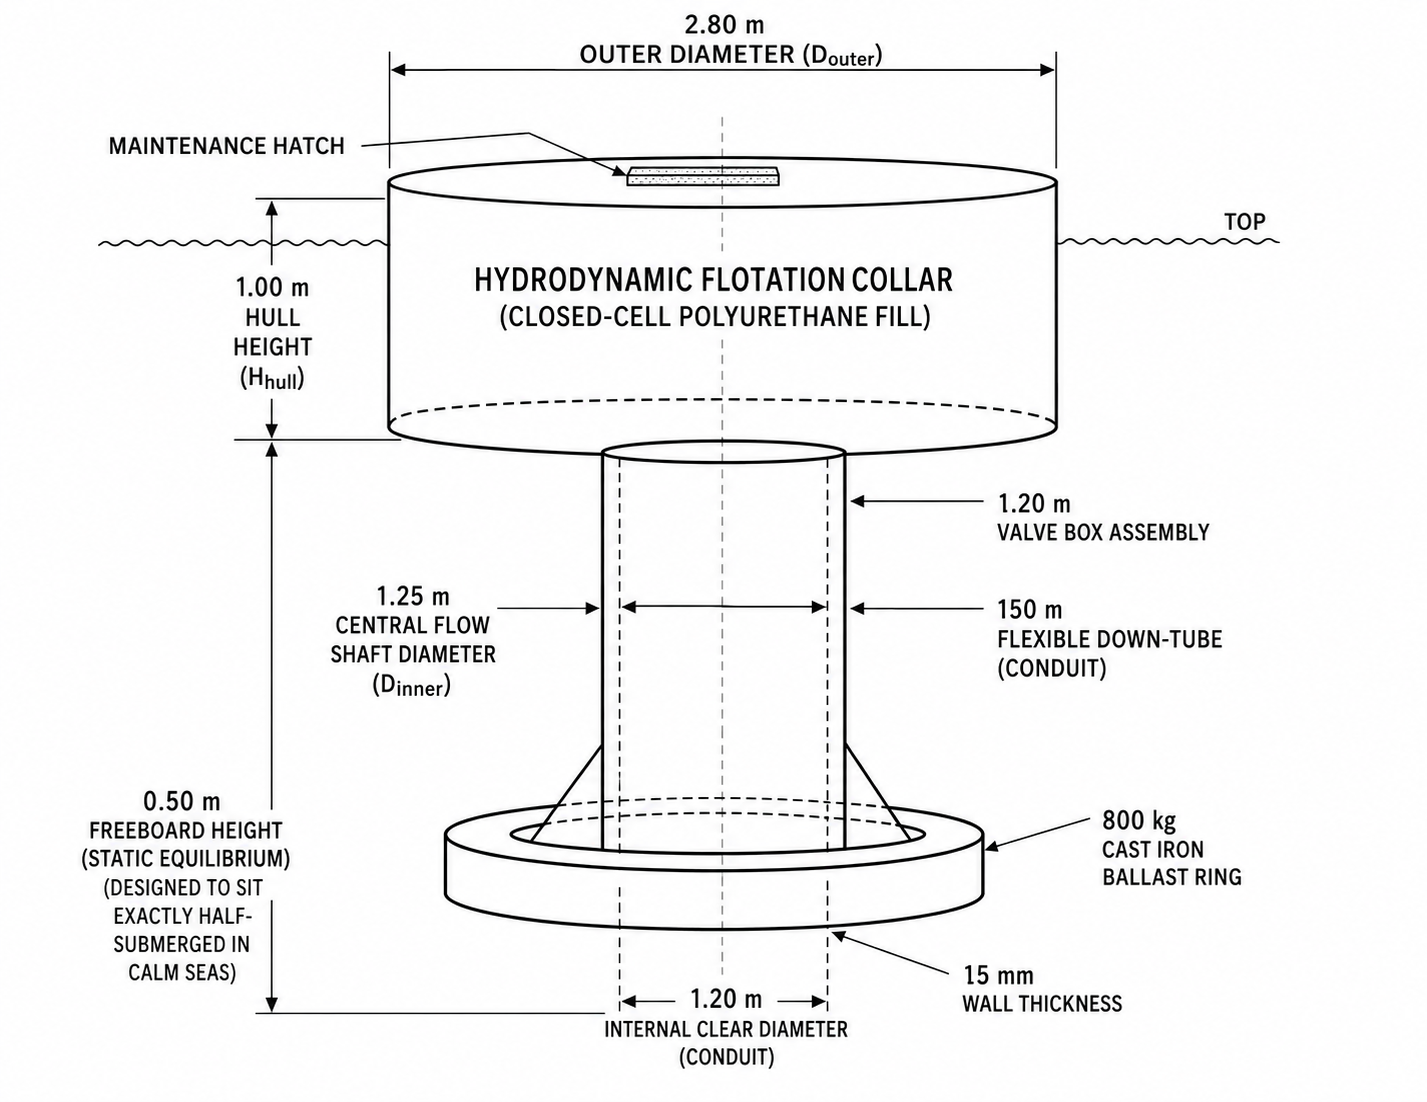 2.80 m
OUTER DIAMETER (Douter)
MAINTENANCE HATCH
TOP
HYDRODYNAMIC FLOTATION COLLAR
(CLOSED-CELL POLYURETHANE FILL)
1.00 m
HULL
HEIGHT
(Hhull)
1.20 m
VALVE BOX ASSEMBLY
1.25 m
CENTRAL FLOW
SHAFT DIAMETER
(Dinner)
150 m
FLEXIBLE DOWN-TUBE
(CONDUIT)
0.50 m
FREEBOARD HEIGHT
(STATIC EQUILIBRIUM)
(DESIGNED TO SIT
EXACTLY HALF-
SUBMERGED IN
CALM SEAS)
800 kg
CAST IRON
BALLAST RING
15 mm
WALL THICKNESS
1.20 m
INTERNAL CLEAR DIAMETER
(CONDUIT)